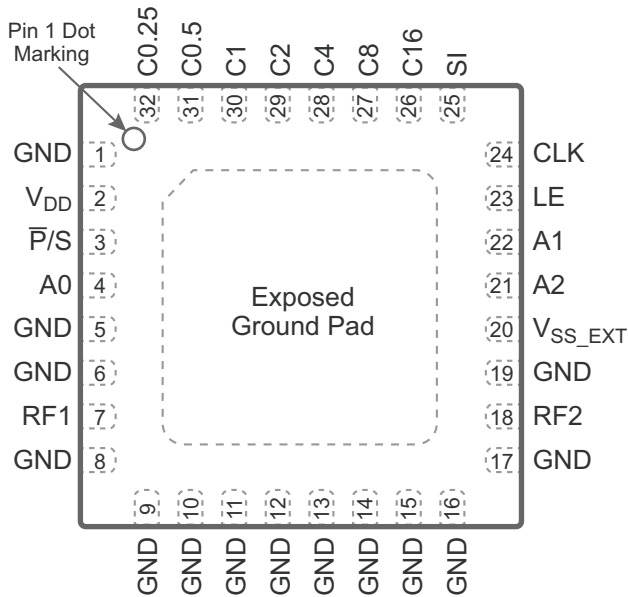 Pin 1 Dot
Marking
C0.25
C0.5
C1
C2
C4
C8
C16
SI
32
31
30
29
28
27
26
25
GND 1
V_DD 2
P̅/S 3
A0 4
GND 5
GND 6
RF1 7
GND 8
Exposed
Ground Pad
24 CLK
23 LE
22 A1
21 A2
20 V_SS_EXT
19 GND
18 RF2
17 GND
9
10
11
12
13
14
15
16
GND
GND
GND
GND
GND
GND
GND
GND